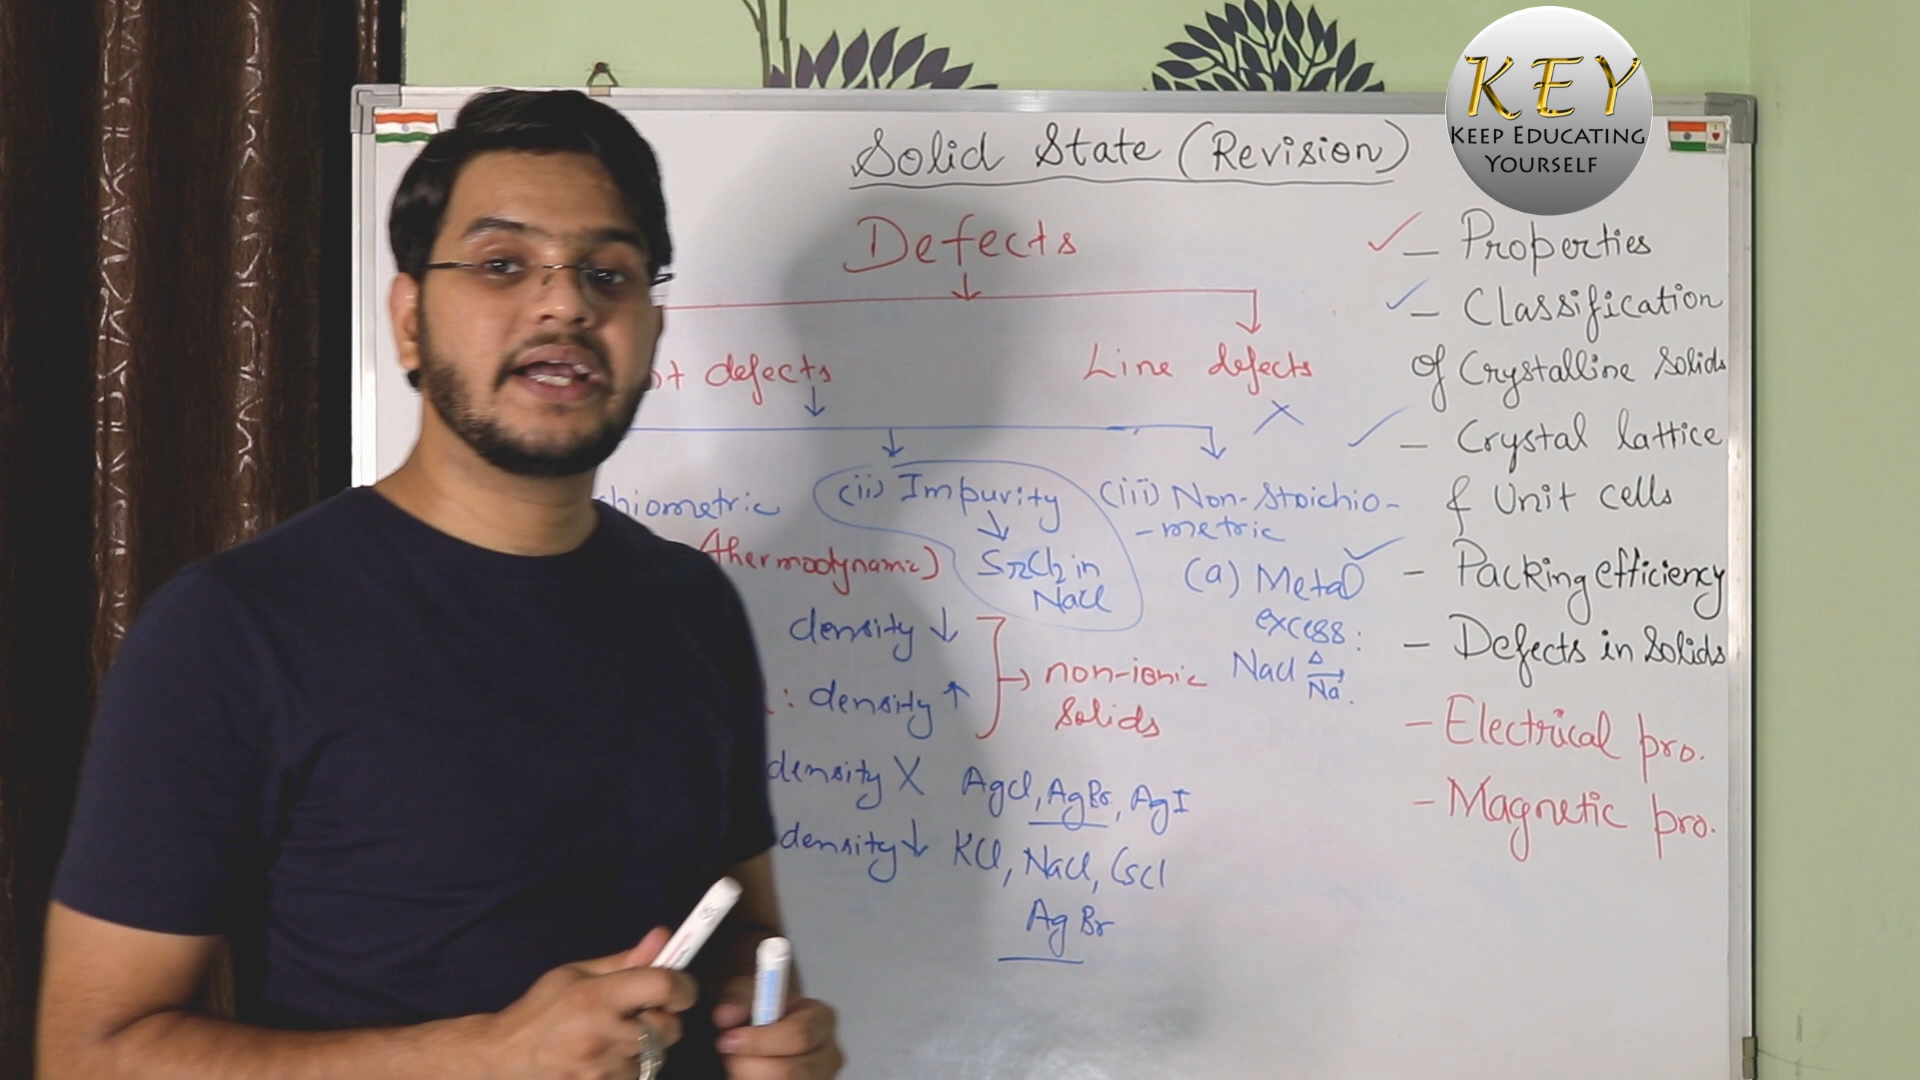 KEY
KEEP EDUCATING
YOURSELF
Solid State (Revision)
Defects
defects
Line defects
(ii) Impurity
(iii) Non-Stoichio-
-metric
(thermodynamic)
SrCl2 in
NaCl
(a) Metal
excess:
NaCl Δ
Na.
density ↓
: density ↑
non-ionic
Solids
density X AgCl, AgBr, AgI
density ↓ KCl, NaCl, CsCl
AgBr
✓ - Properties
✓ - Classification
of Crystalline Solids
✓ - Crystal lattice
& Unit cells
✓ - Packing efficiency
- Defects in Solids
- Electrical pro.
- Magnetic pro.